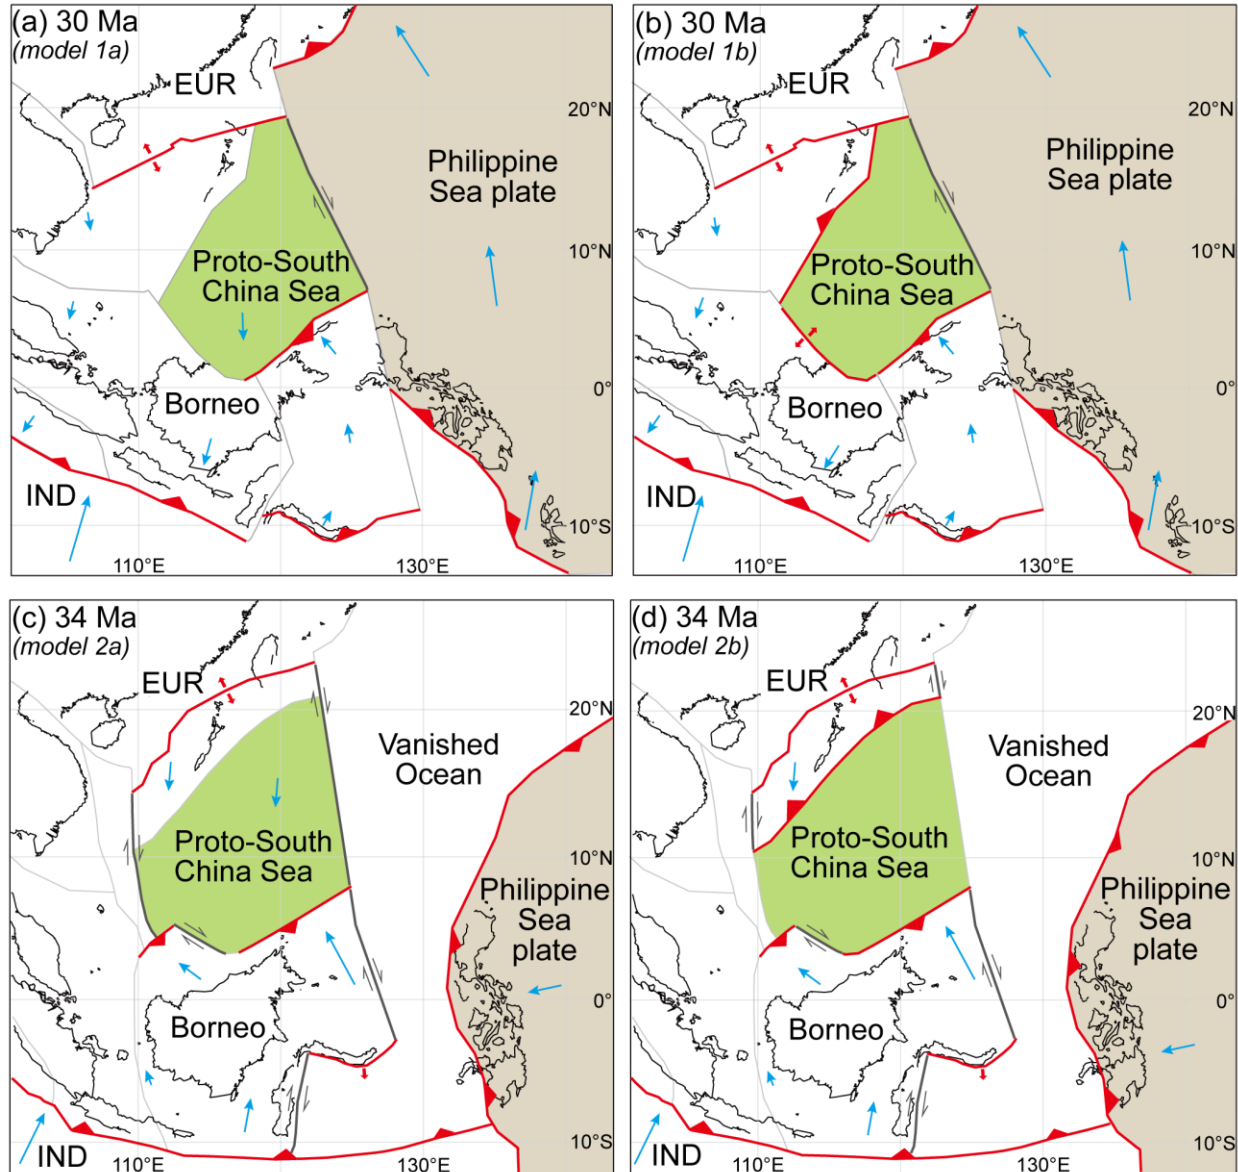 (a) 30 Ma
(model 1a)
EUR
20°N
Philippine
Sea plate
10°N
Proto-South
China Sea
0°
Borneo
IND
10°S
110°E
130°E
(b) 30 Ma
(model 1b)
EUR
20°N
Philippine
Sea plate
10°N
Proto-South
China Sea
0°
Borneo
IND
10°S
110°E
130°E
(c) 34 Ma
(model 2a)
EUR
20°N
Vanished
Ocean
Proto-South
China Sea
10°N
Philippine
Sea
plate
0°
Borneo
IND
10°S
110°E
130°E
(d) 34 Ma
(model 2b)
EUR
20°N
Vanished
Ocean
Proto-South
China Sea
10°N
Philippine
Sea
plate
0°
Borneo
IND
10°S
110°E
130°E